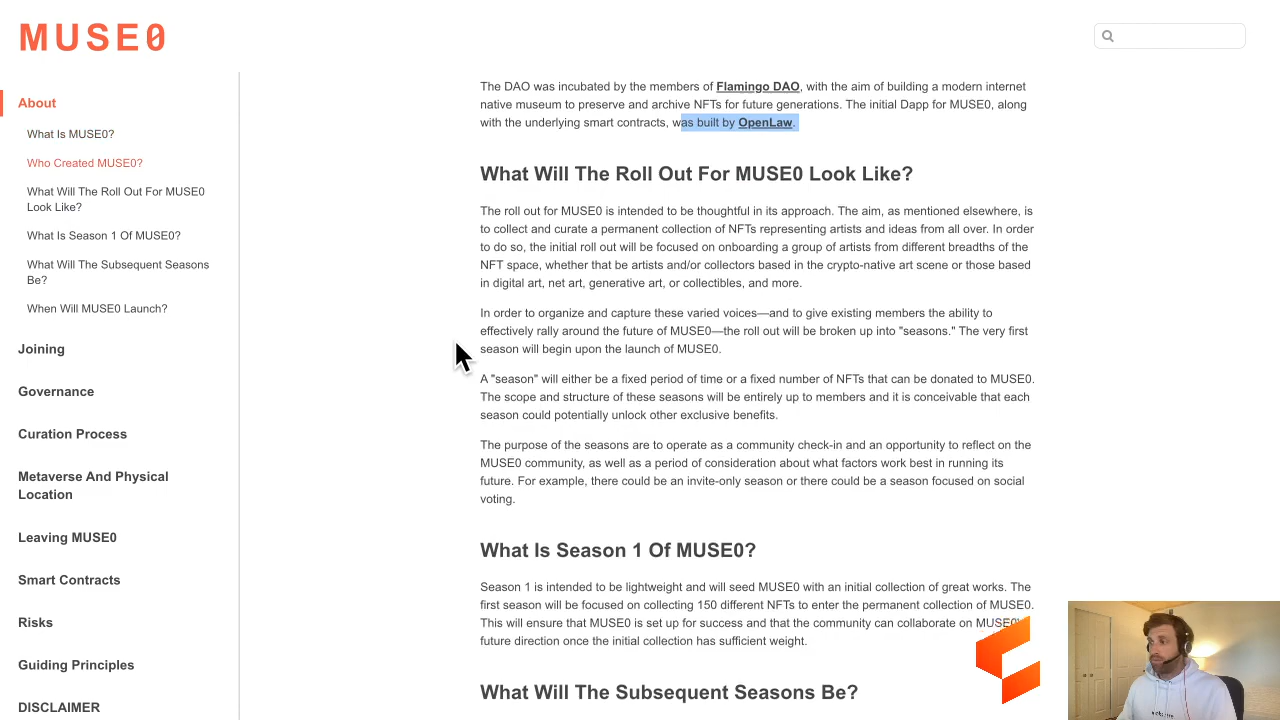 MUSE0
About
What Is MUSE0?
Who Created MUSE0?
What Will The Roll Out For MUSE0
Look Like?
What Is Season 1 Of MUSE0?
What Will The Subsequent Seasons
Be?
When Will MUSE0 Launch?
Joining
Governance
Curation Process
Metaverse And Physical
Location
Leaving MUSE0
Smart Contracts
Risks
Guiding Principles
DISCLAIMER
The DAO was incubated by the members of Flamingo DAO, with the aim of building a modern internet
native museum to preserve and archive NFTs for future generations. The initial Dapp for MUSE0, along
with the underlying smart contracts, was built by OpenLaw.
What Will The Roll Out For MUSE0 Look Like?
The roll out for MUSE0 is intended to be thoughtful in its approach. The aim, as mentioned elsewhere, is
to collect and curate a permanent collection of NFTs representing artists and ideas from all over. In order
to do so, the initial roll out will be focused on onboarding a group of artists from different breadths of the
NFT space, whether that be artists and/or collectors based in the crypto-native art scene or those based
in digital art, net art, generative art, or collectibles, and more.
In order to organize and capture these varied voices—and to give existing members the ability to
effectively rally around the future of MUSE0—the roll out will be broken up into "seasons." The very first
season will begin upon the launch of MUSE0.
A "season" will either be a fixed period of time or a fixed number of NFTs that can be donated to MUSE0.
The scope and structure of these seasons will be entirely up to members and it is conceivable that each
season could potentially unlock other exclusive benefits.
The purpose of the seasons are to operate as a community check-in and an opportunity to reflect on the
MUSE0 community, as well as a period of consideration about what factors work best in running its
future. For example, there could be an invite-only season or there could be a season focused on social
voting.
What Is Season 1 Of MUSE0?
Season 1 is intended to be lightweight and will seed MUSE0 with an initial collection of great works. The
first season will be focused on collecting 150 different NFTs to enter the permanent collection of MUSE0.
This will ensure that MUSE0 is set up for success and that the community can collaborate on
future direction once the initial collection has sufficient weight.
What Will The Subsequent Seasons Be?